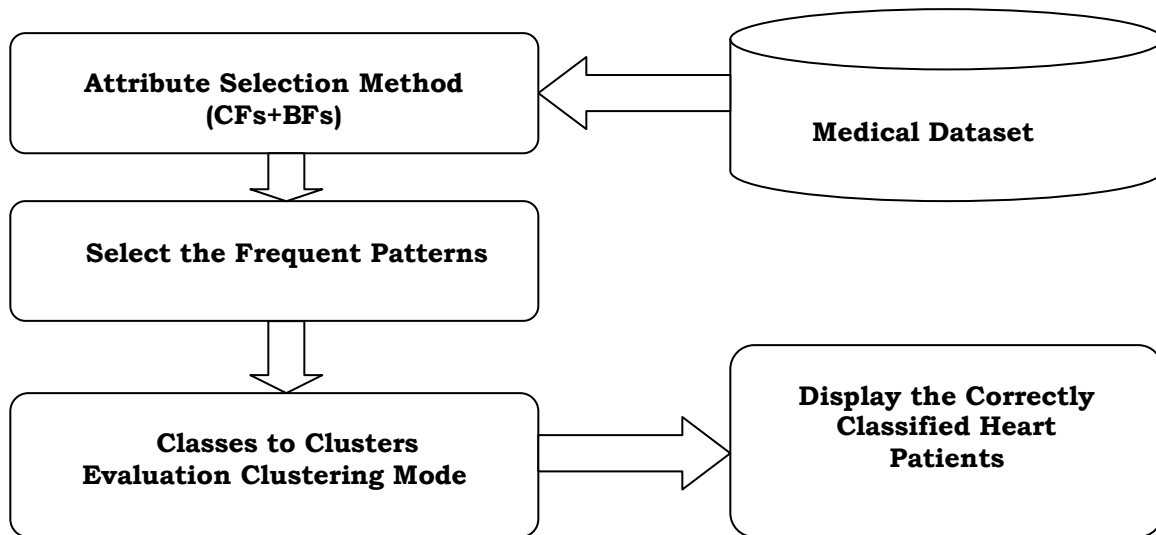 Attribute Selection Method
(CFs+BFs)
Medical Dataset
Select the Frequent Patterns
Classes to Clusters
Evaluation Clustering Mode
Display the Correctly
Classified Heart
Patients